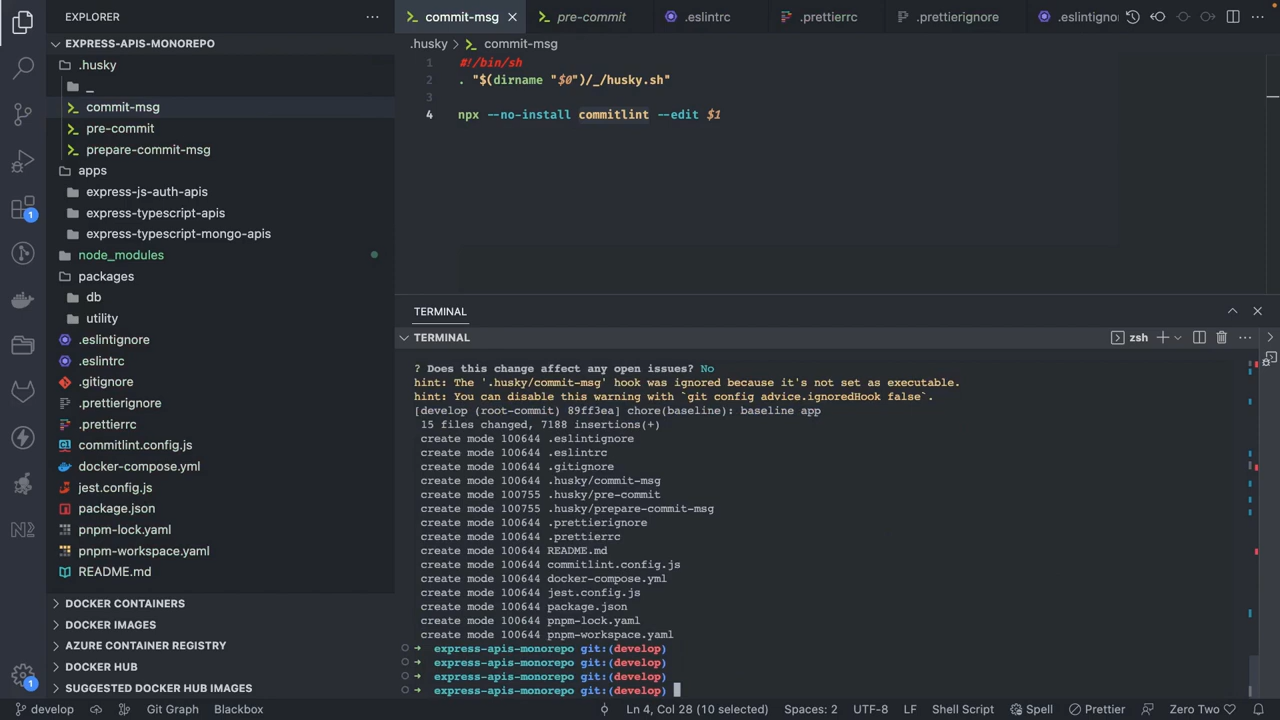 EXPLORER
EXPRESS-APIS-MONOREPO
.husky
_
commit-msg
pre-commit
prepare-commit-msg
apps
express-js-auth-apis
express-typescript-apis
express-typescript-mongo-apis
node_modules
packages
db
utility
.eslintignore
.eslintrc
.gitignore
.prettierignore
.prettierrc
commitlint.config.js
docker-compose.yml
jest.config.js
package.json
pnpm-lock.yaml
pnpm-workspace.yaml
README.md
DOCKER CONTAINERS
DOCKER IMAGES
AZURE CONTAINER REGISTRY
DOCKER HUB
SUGGESTED DOCKER HUB IMAGES
1
1
commit-msg pre-commit .eslintrc .prettierrc .prettierignore .eslintigno
.husky > commit-msg
1 #!/bin/sh
2 . "$(dirname "$0")/_/husky.sh"
3
4 npx --no-install commitlint --edit $1
TERMINAL
TERMINAL zsh
? Does this change affect any open issues? No
hint: The '.husky/commit-msg' hook was ignored because it's not set as executable.
hint: You can disable this warning with `git config advice.ignoredHook false`.
[develop (root-commit) 89ff3ea] chore(baseline): baseline app
15 files changed, 7188 insertions(+)
create mode 100644 .eslintignore
create mode 100644 .eslintrc
create mode 100644 .gitignore
create mode 100644 .husky/commit-msg
create mode 100755 .husky/pre-commit
create mode 100755 .husky/prepare-commit-msg
create mode 100644 .prettierignore
create mode 100644 .prettierrc
create mode 100644 README.md
create mode 100644 commitlint.config.js
create mode 100644 docker-compose.yml
create mode 100644 jest.config.js
create mode 100644 package.json
create mode 100644 pnpm-lock.yaml
create mode 100644 pnpm-workspace.yaml
➜ express-apis-monorepo git:(develop)
➜ express-apis-monorepo git:(develop)
➜ express-apis-monorepo git:(develop)
➜ express-apis-monorepo git:(develop)
develop Git Graph Blackbox Ln 4, Col 28 (10 selected) Spaces: 2 UTF-8 LF Shell Script Spell Prettier Zero Two